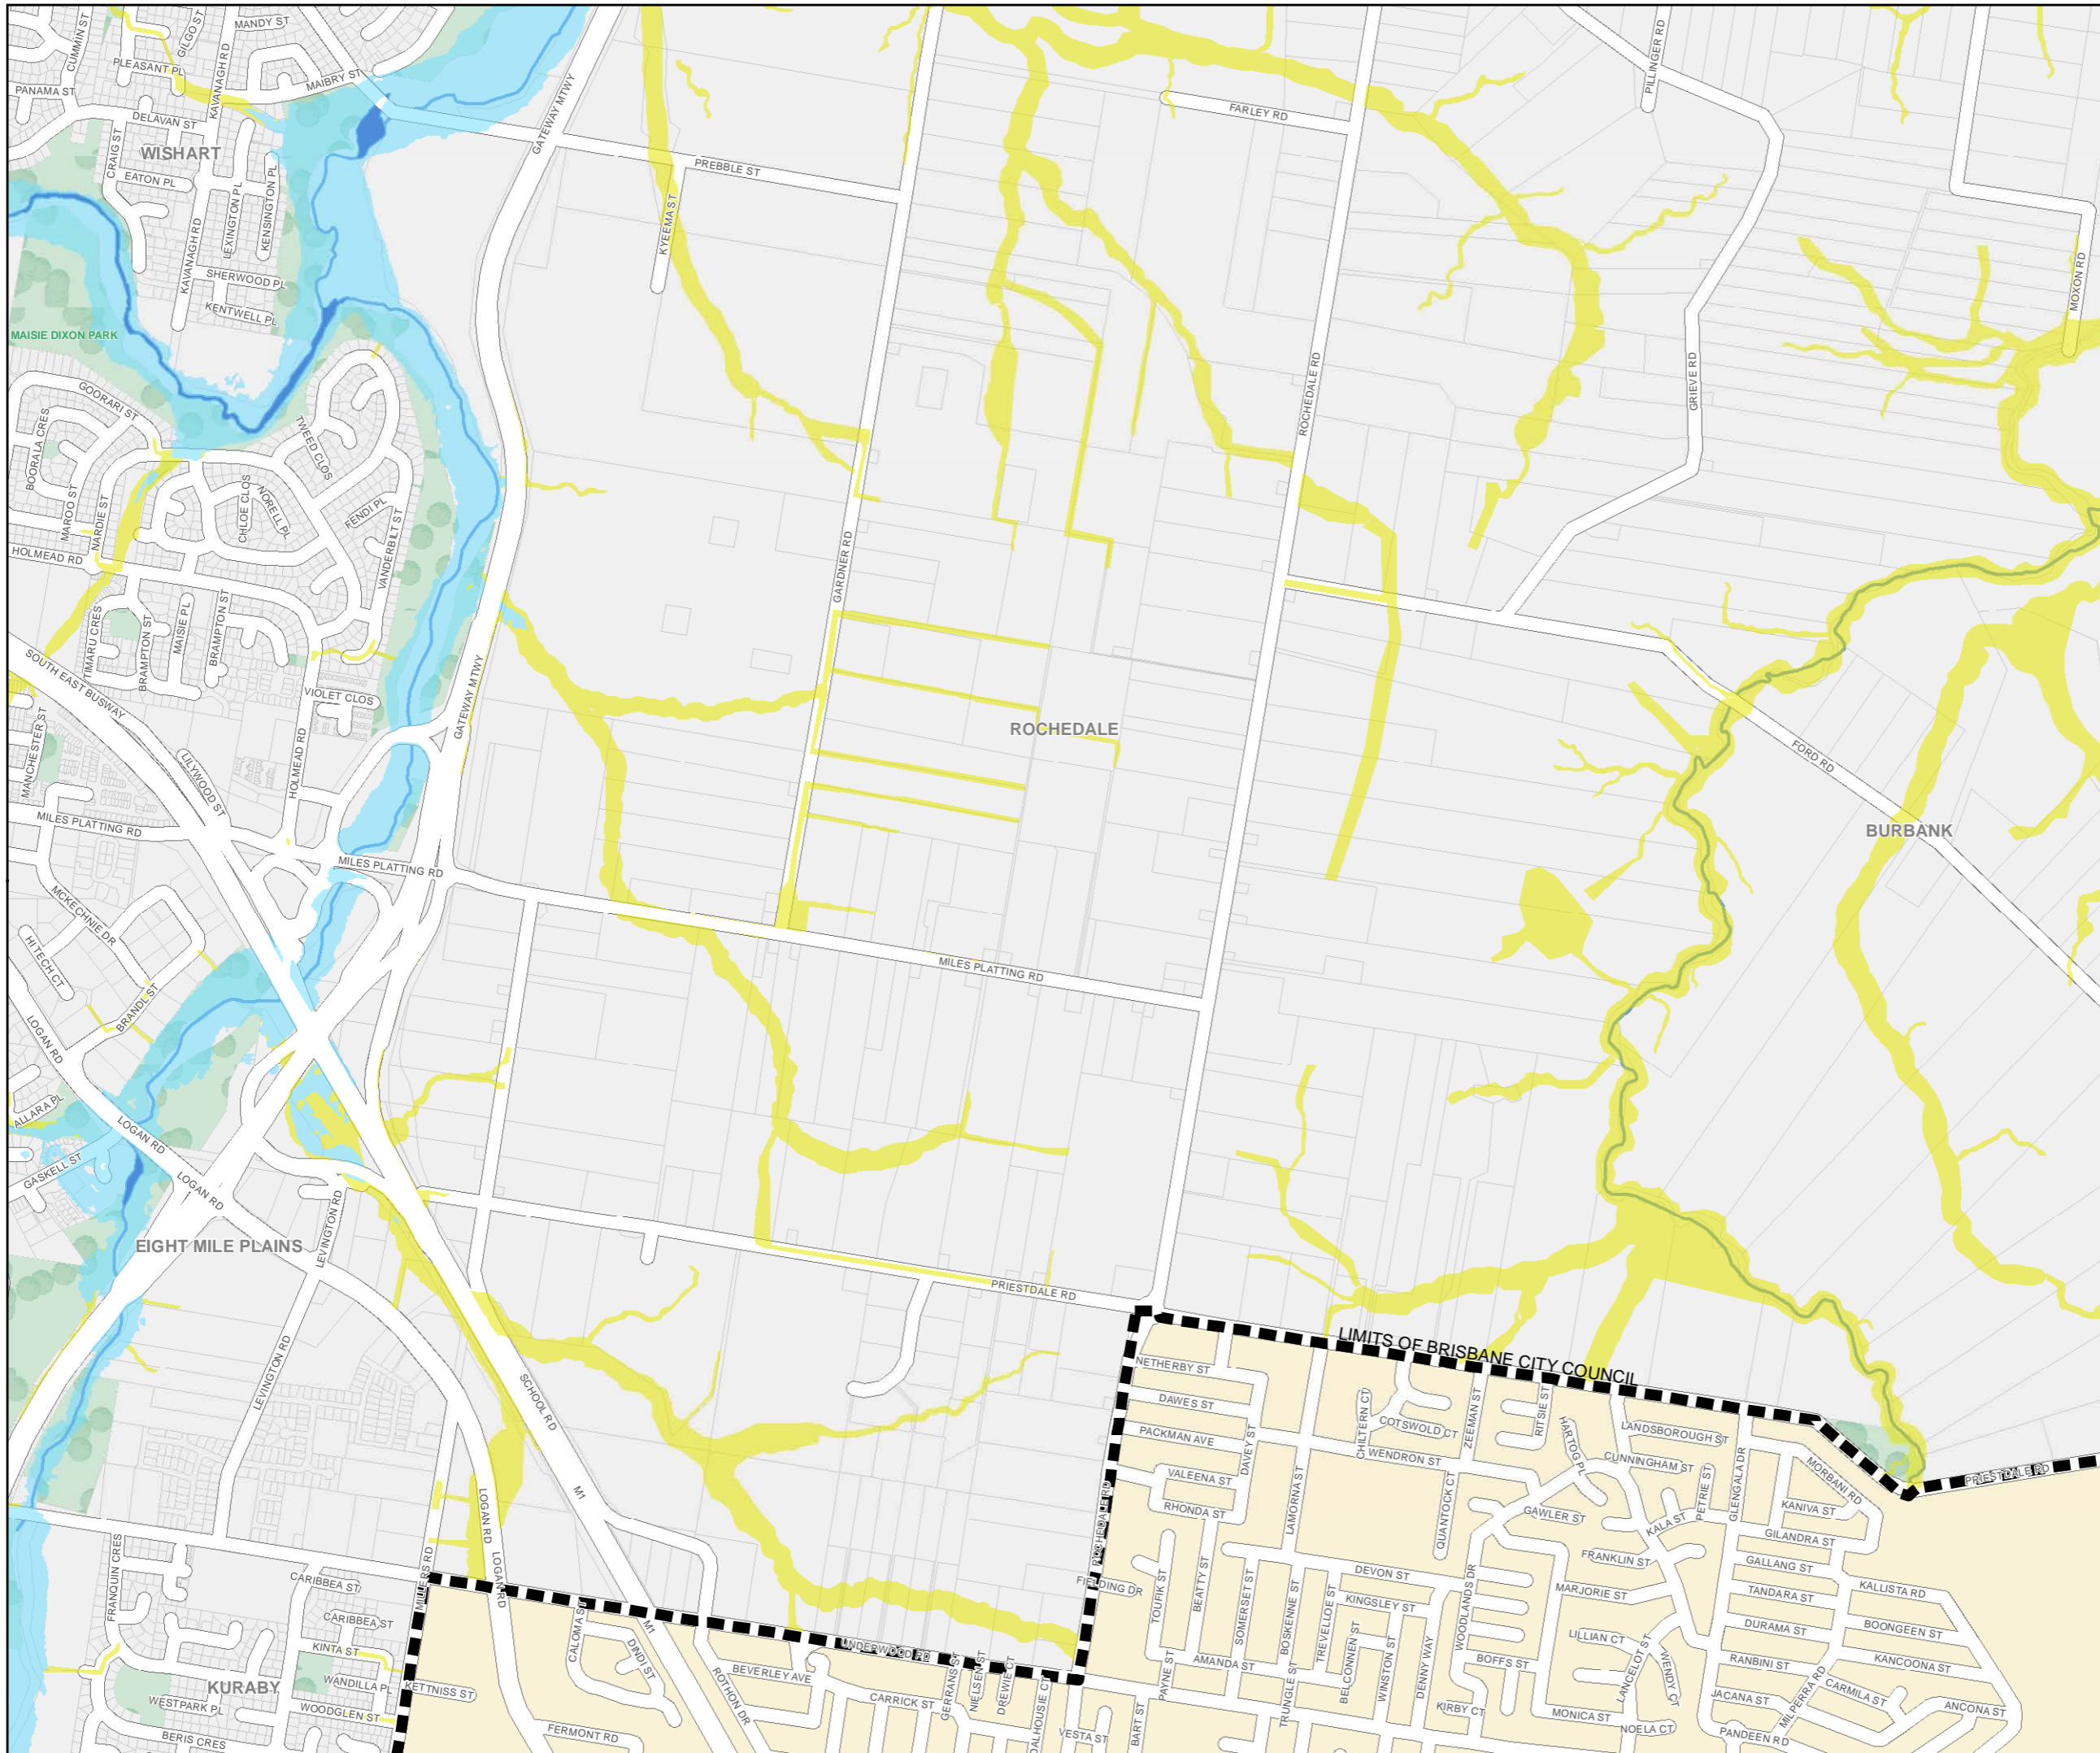 MANDY ST
CUMMIN ST
GILGO ST
KAVANAGH RD
PLEASANT PL
MAIBRY ST
PANAMA ST
DELAVAN ST
CRAIG ST
WISHART
EATON PL
LEXINGTON PL
KENSINGTON PL
KAVANAGH RD
SHERWOOD PL
KENTWELL PL
MAISIE DIXON PARK
GATEWAY MTWY
PREBBLE ST
KYEEMA ST
FARLEY RD
PILLINGER RD
MOXON RD
GRIEVE RD
ROCHEDALE RD
GOORARI ST
BOORALA CRES
TWEED CLOS
MAROO ST
NARDIE ST
CHLOE CLOS
NORELL PL
FENDI PL
VANDERBILT ST
HOLMEAD RD
GARDNER RD
TIMARU CRES
BRAMPTON ST
MAISIE PL
BRAMPTON ST
SOUTH EAST BUSWAY
VIOLET CLOS
GATEWAY MTWY
MANCHESTER ST
LILYWOOD ST
HOLMEAD RD
ROCHEDALE
FORD RD
BURBANK
MILES PLATTING RD
MILES PLATTING RD
MCKECHNIE DR
HITECH CT
BRANDL ST
LOGAN RD
MILES PLATTING RD
ALLARA PL
LOGAN RD
GASKELL ST
LOGAN RD
LEVINGTON RD
EIGHT MILE PLAINS
PRIESTDALE RD
LIMITS OF BRISBANE CITY COUNCIL
LEVINGTON RD
SCHOOL RD
NETHERBY ST
DAWES ST
PACKMAN AVE
DAVEY ST
CHILTERN CT
COTSWOLD CT
ZEEMAN ST
RITSIE ST
HARTOG PL
LANDSBOROUGH ST
CUNNINGHAM ST
WENDRON ST
VALEENA ST
RHONDA ST
LAMORNA ST
QUANTOCK CT
GAWLER ST
KALA ST
PETRIE ST
GLENGALA DR
MORBANI RD
KANIVA ST
PRIESTDALE RD
GILANDRA ST
M1
LOGAN RD
LOGAN RD
ROCHEDALE RD
FRANKLIN ST
GALLANG ST
KALLISTA RD
FRANQUIN CRES
CARIBBEA ST
MILERS RD
FIELDING DR
TOUFIK ST
BEATTY ST
SOMERSET ST
BOSKENNE ST
TREVELLOE ST
DEVON ST
KINGSLEY ST
WOODLANDS DR
MARJORIE ST
TANDARA ST
CARIBBEA ST
CALOMA ST
M1
DINDI ST
UNDERWOOD RD
BELCONNEN ST
WINSTON ST
DENNY WAY
LILLIAN CT
LANCELOT ST
WENDY CT
DURAMA ST
BOONGEEN ST
KINTA ST
BOFFS ST
RANBINI ST
KANCOONA ST
KURABY
WANDILLA PL
KETTNISS ST
ROTHON DR
BEVERLEY AVE
CARRICK ST
GERRANS ST
NIELSSEN ST
DREWIE CT
DALHOUSIE CT
AMANDA ST
PAYNE ST
TRUNGLE ST
KIRBY CT
MONICA ST
NOELA CT
JACANA ST
MILPERRA RD
CARMILA ST
ANCONA ST
WESTPARK PL
WOODGLEN ST
BERIS CRES
FERMONT RD
VESTA ST
BART ST
PANDEEN RD